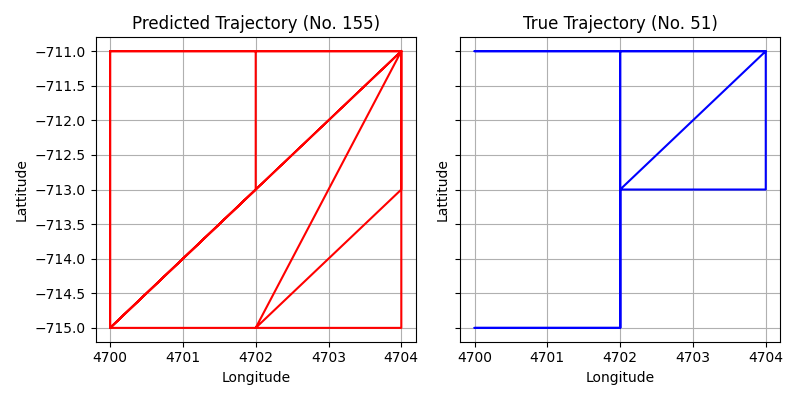 Predicted Trajectory (No. 155)
True Trajectory (No. 51)
Lattitude
−711.0
−711.5
−712.0
−712.5
−713.0
−713.5
−714.0
−714.5
−715.0
4700 4701 4702 4703 4704
Longitude
Lattitude
4700 4701 4702 4703 4704
Longitude